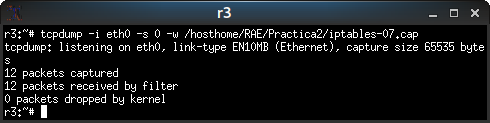 r3
r3:~# tcpdump -i eth0 -s 0 -w /hosthome/RAE/Practica2/iptables-07.cap
tcpdump: listening on eth0, link-type EN10MB (Ethernet), capture size 65535 byte
s
12 packets captured
12 packets received by filter
0 packets dropped by kernel
r3:~#